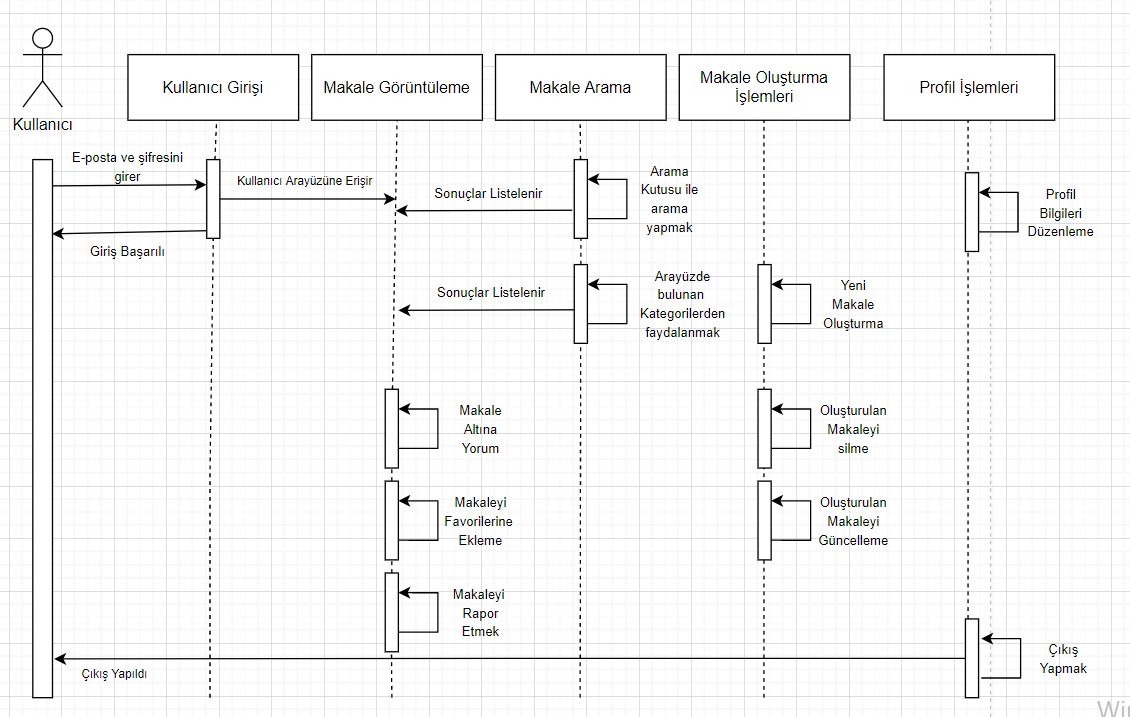 Kullanıcı
Kullanıcı Girişi
Makale Görüntüleme
Makale Arama
Makale Oluşturma
İşlemleri
Profil İşlemleri
E-posta ve şifresini
girer
Kullanıcı Arayüzüne Erişir
Giriş Başarılı
Sonuçlar Listelenir
Arama
Kutusu ile
arama
yapmak
Profil
Bilgileri
Düzenleme
Sonuçlar Listelenir
Arayüzde
bulunan
Kategorilerden
faydalanmak
Yeni
Makale
Oluşturma
Makale
Altına
Yorum
Oluşturulan
Makaleyi
silme
Makaleyi
Favorilerine
Ekleme
Oluşturulan
Makaleyi
Güncelleme
Makaleyi
Rapor
Etmek
Çıkış
Yapmak
Çıkış Yapıldı